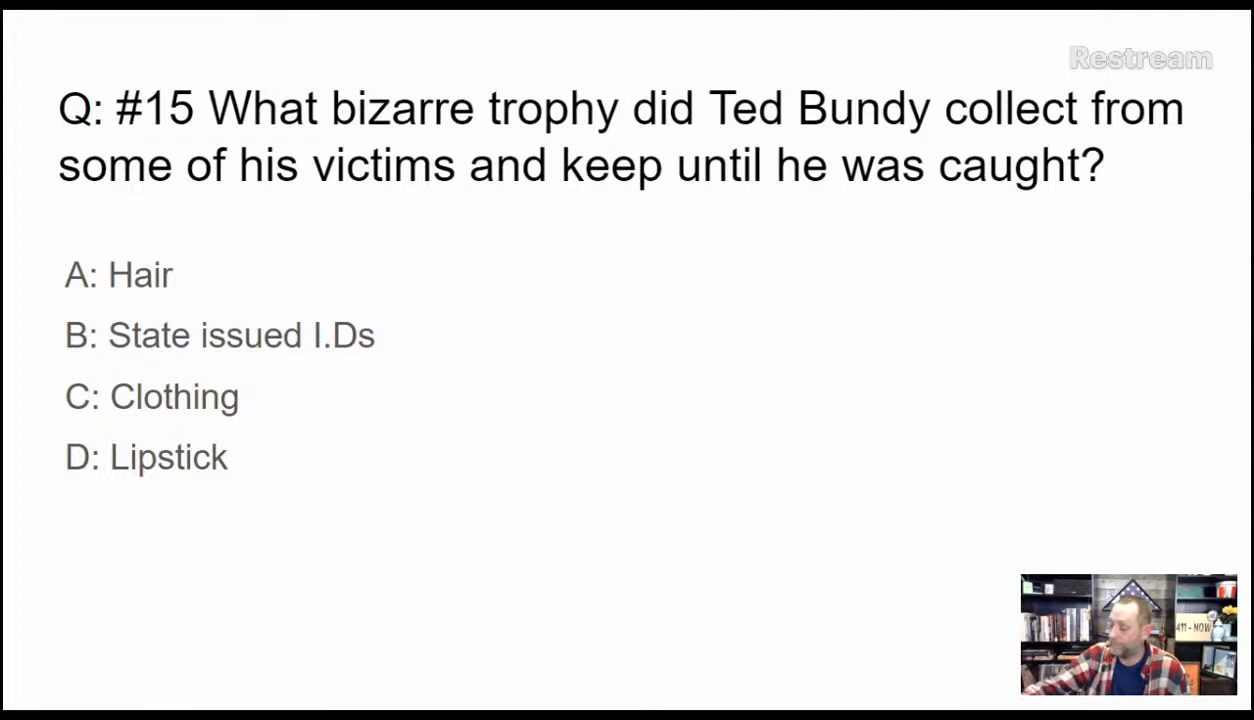 Restream
Q: #15 What bizarre trophy did Ted Bundy collect from
some of his victims and keep until he was caught?
A: Hair
B: State issued I.Ds
C: Clothing
D: Lipstick
411-NOW